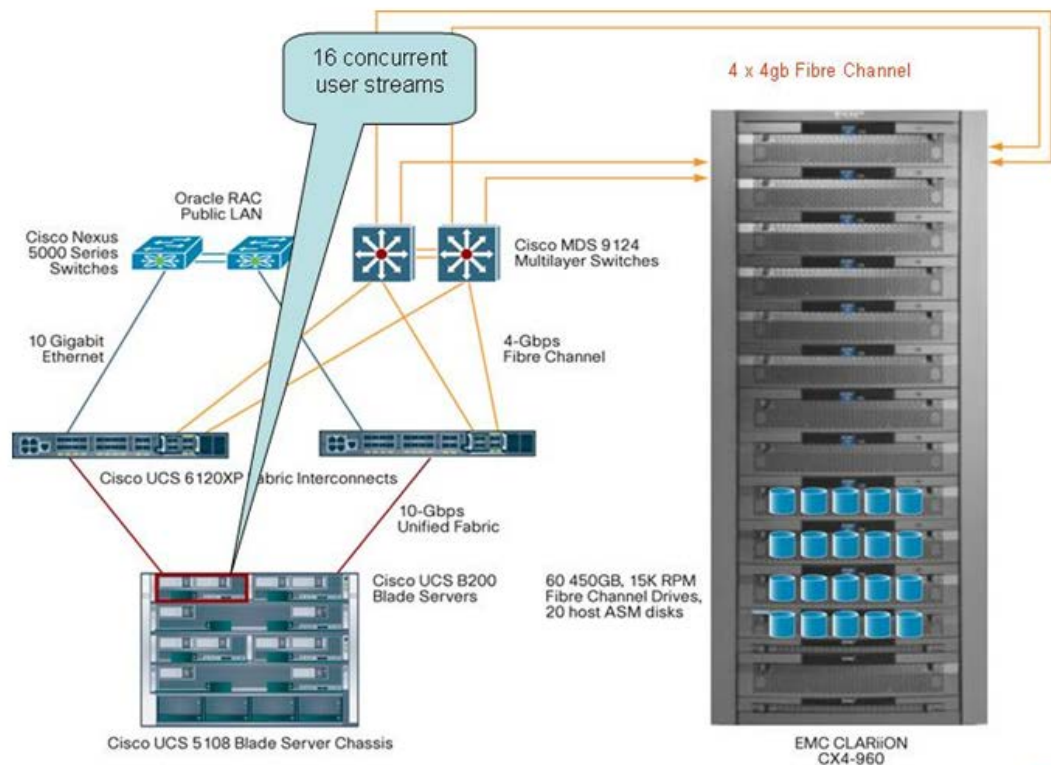 16 concurrent
user streams
4 x 4gb Fibre Channel
Oracle RAC
Public LAN
Cisco Nexus
5000 Series
Switches
Cisco MDS 9124
Multilayer Switches
10 Gigabit
Ethernet
4-Gbps
Fibre Channel
Cisco UCS 6120XP Fabric Interconnects
10-Gbps
Unified Fabric
Cisco UCS B200
Blade Servers
60 450GB, 15K RPM
Fibre Channel Drives,
20 host ASM disks
Cisco UCS 5108 Blade Server Chassis
EMC CLARiiON
CX4-960